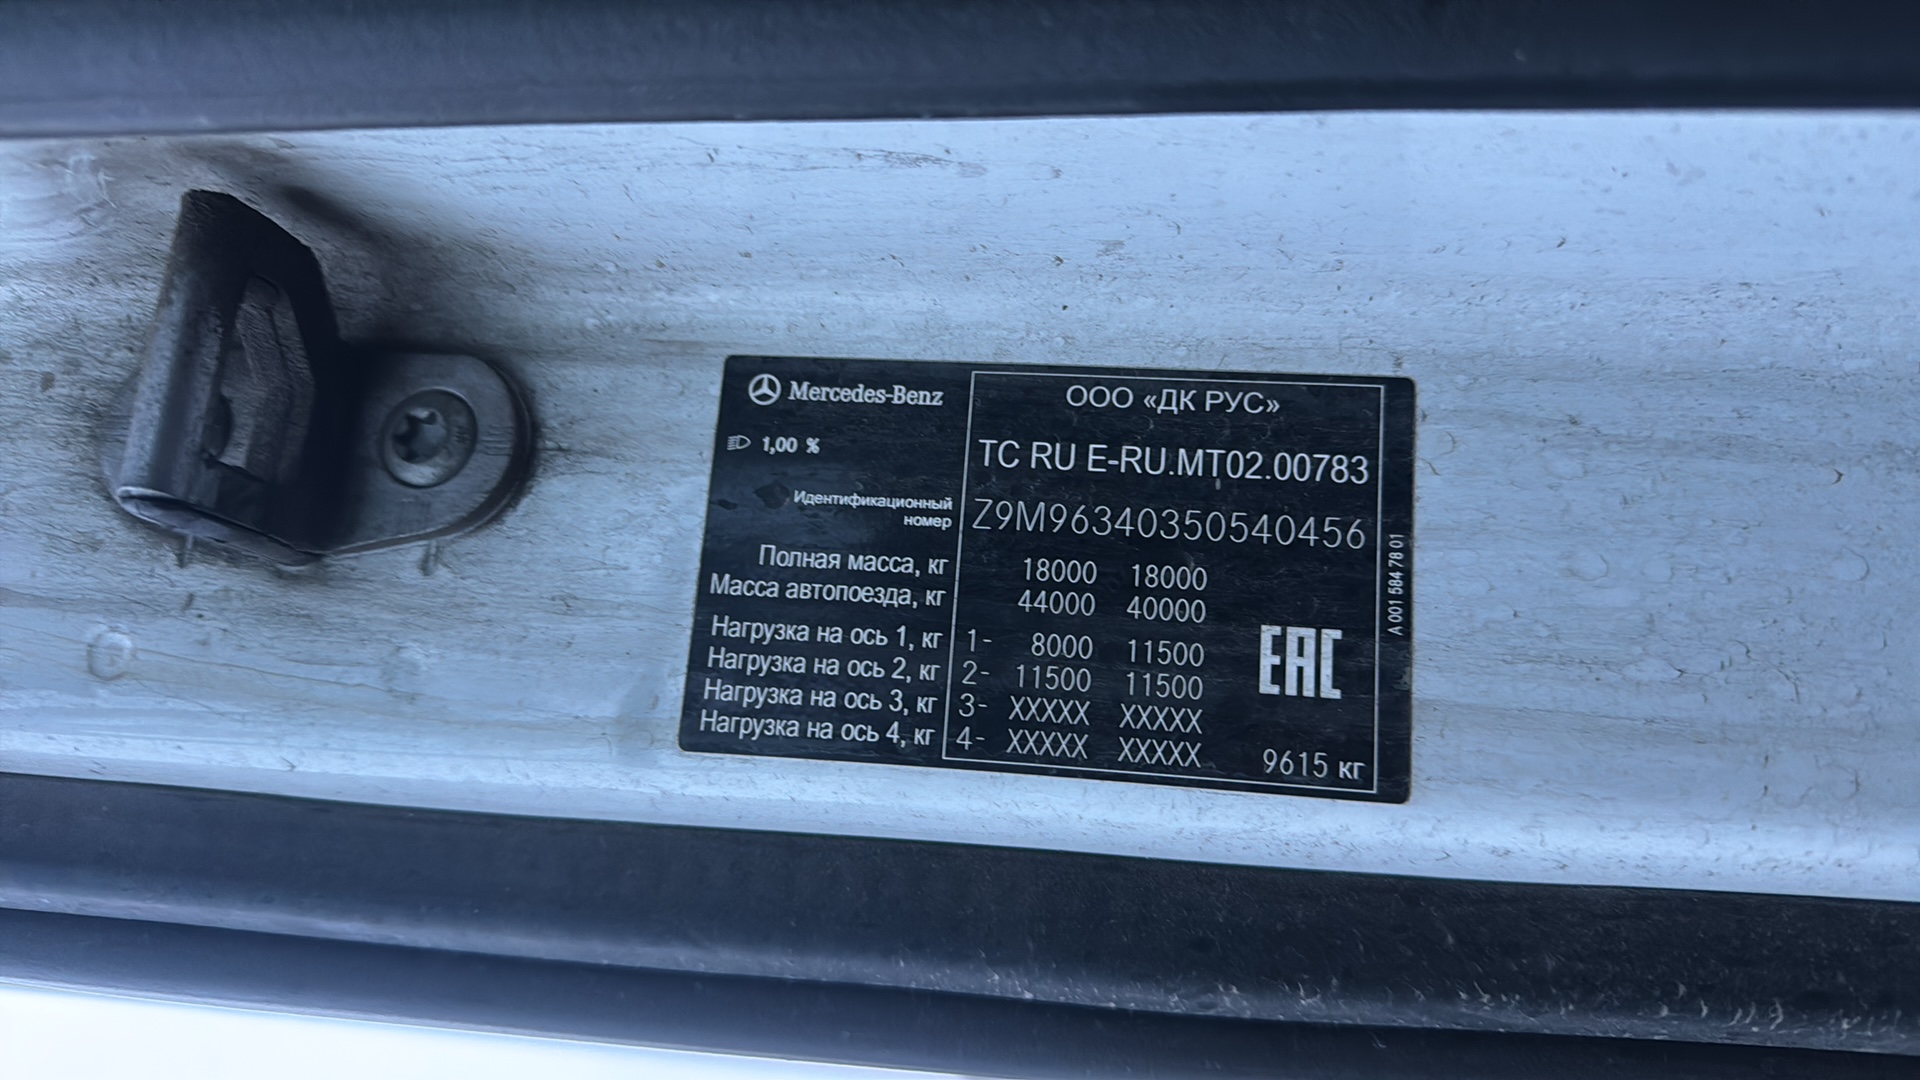 Mercedes-Benz
1,00 %
ООО «ДК РУС»
ТС RU Е-RU.МТ02.00783
Идентификационный номер Z9M96340350540456
Полная масса, кг 18000 18000
Масса автопоезда, кг 44000 40000
Нагрузка на ось 1, кг 1- 8000 11500
Нагрузка на ось 2, кг 2- 11500 11500
Нагрузка на ось 3, кг 3- XXXXX XXXXX
Нагрузка на ось 4, кг 4- XXXXX XXXXX
EAC
9615 кг
A 001 584 78 01